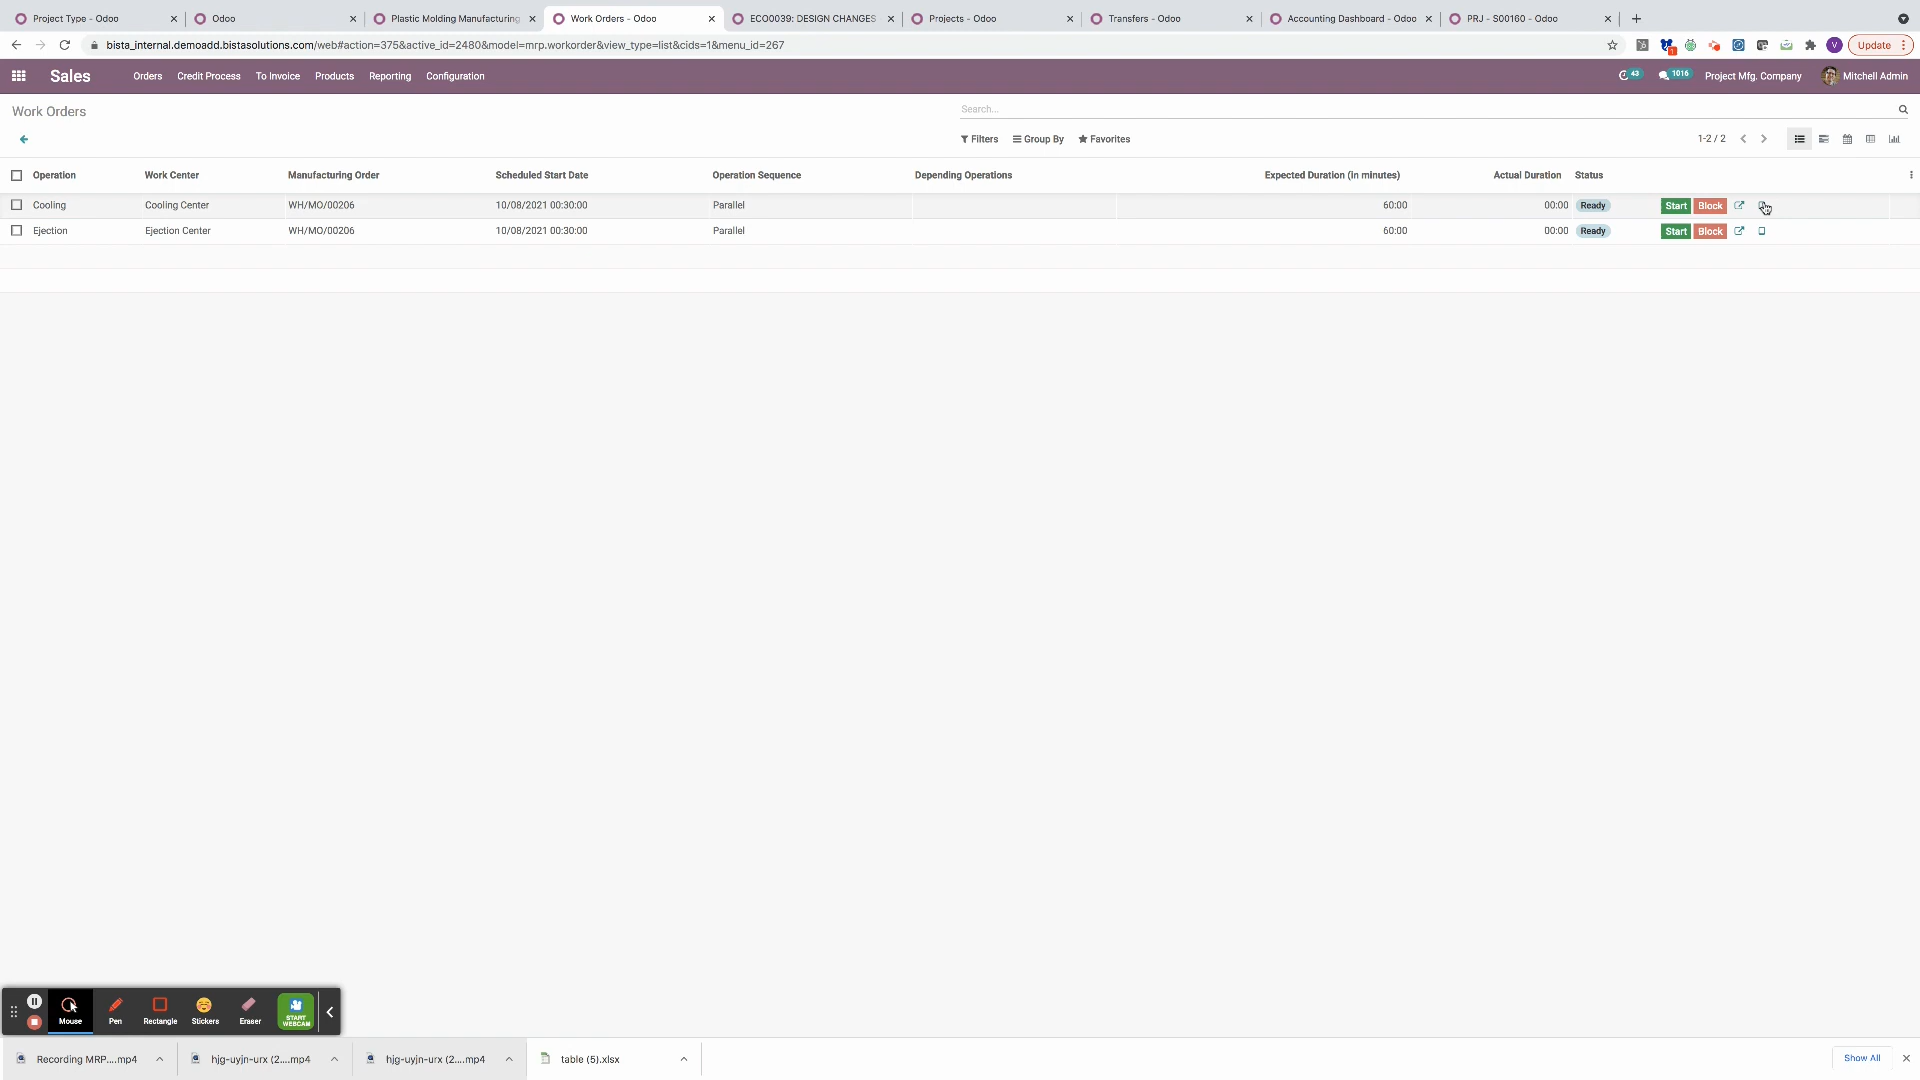 Project Type - Odoo
Odoo
Plastic Molding Manufacturing
Work Orders - Odoo
ECO0039: DESIGN CHANGES
Projects - Odoo
Transfers - Odoo
Accounting Dashboard - Odoo
PRJ - S00160 - Odoo
bista_internal.demoadd.bistasolutions.com/web#action=375&active_id=2480&model=mrp.workorder&view_type=list&cids=1&menu_id=267
1
V
Update
Sales Orders Credit Process To Invoice Products Reporting Configuration 43 1016 Project Mfg. Company Mitchell Admin
Work Orders
Search...
Filters Group By Favorites 1-2 / 2
Operation Work Center Manufacturing Order Scheduled Start Date Operation Sequence Depending Operations Expected Duration (in minutes) Actual Duration Status
Cooling Cooling Center WH/MO/00206 10/08/2021 00:30:00 Parallel 60:00 00:00 Ready Start Block
Ejection Ejection Center WH/MO/00206 10/08/2021 00:30:00 Parallel 60:00 00:00 Ready Start Block
Mouse Pen Rectangle Stickers Eraser START WEBCAM
Recording MRP....mp4 hjg-uyjn-urx (2....mp4 hjg-uyjn-urx (2....mp4 table (5).xlsx Show All